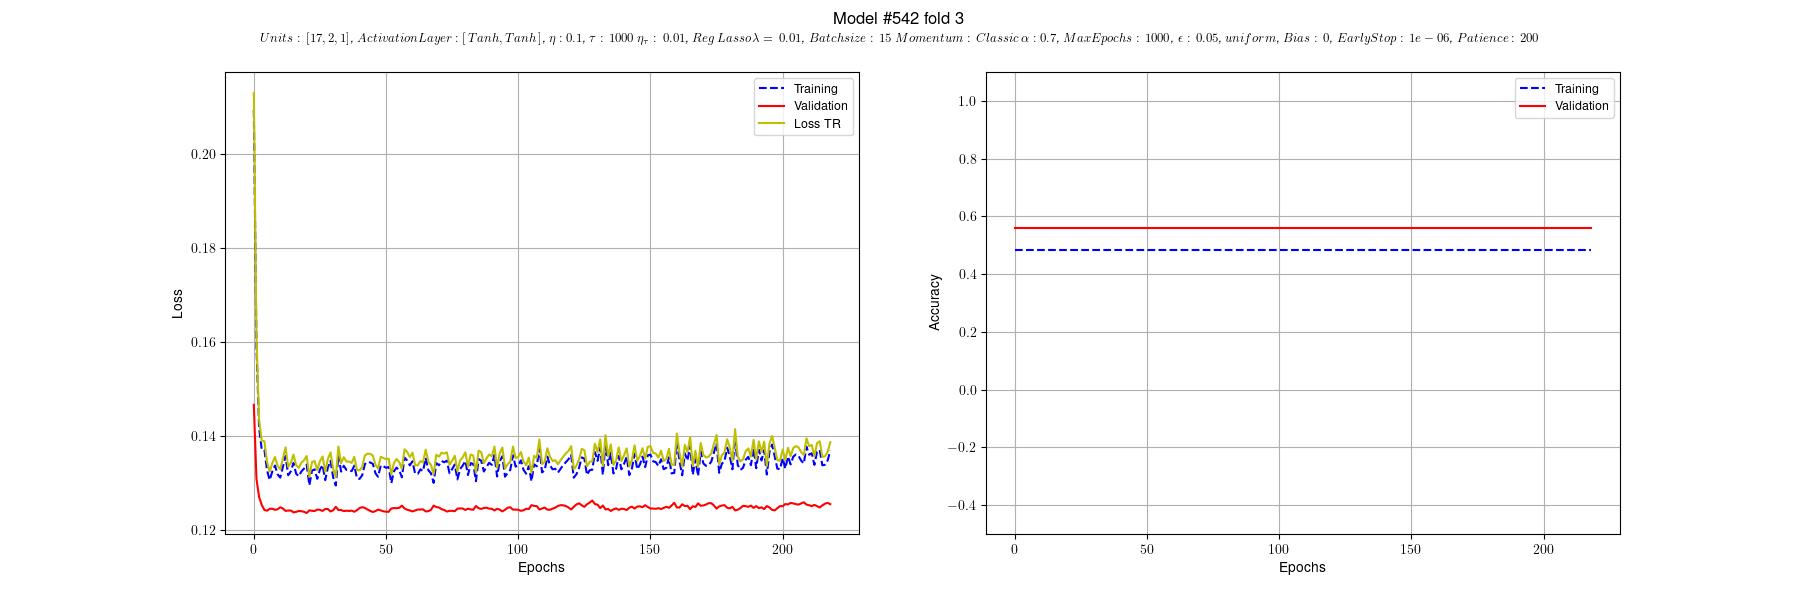 Model #542 fold 3
Units : [17, 2, 1], ActivationLayer : [Tanh, Tanh], η : 0.1, τ : 1000 η_τ : 0.01, Reg Lasso λ = 0.01, Batchsize : 15 Momentum : Classic α : 0.7, MaxEpochs : 1000, ϵ : 0.05, uniform, Bias : 0, EarlyStop : 1e − 06, Patience : 200
Training
Validation
Loss TR
0.20
0.18
0.16
0.14
0.12
Loss
0
50
100
150
200
Epochs
Training
Validation
1.0
0.8
0.6
0.4
0.2
0.0
−0.2
−0.4
Accuracy
0
50
100
150
200
Epochs